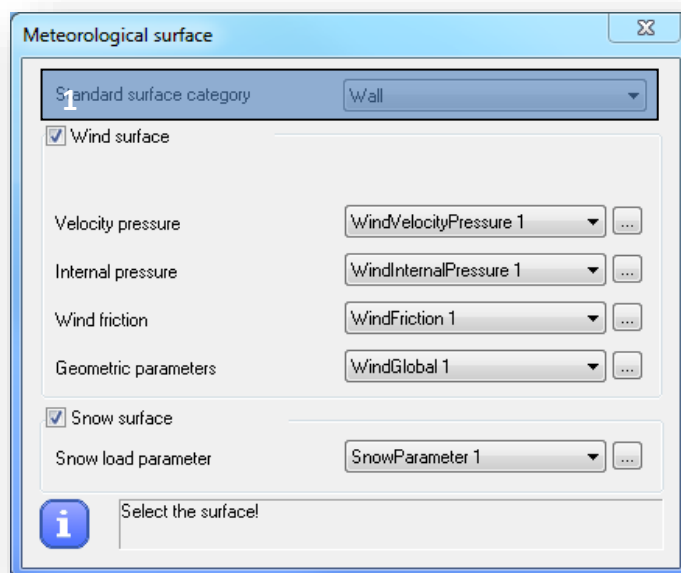 Meteorological surface
Standard surface category Wall
1
Wind surface
Velocity pressure WindVelocityPressure 1 ...
Internal pressure WindInternalPressure 1 ...
Wind friction WindFriction 1 ...
Geometric parameters WindGlobal 1 ...
Snow surface
Snow load parameter SnowParameter 1 ...
i Select the surface!